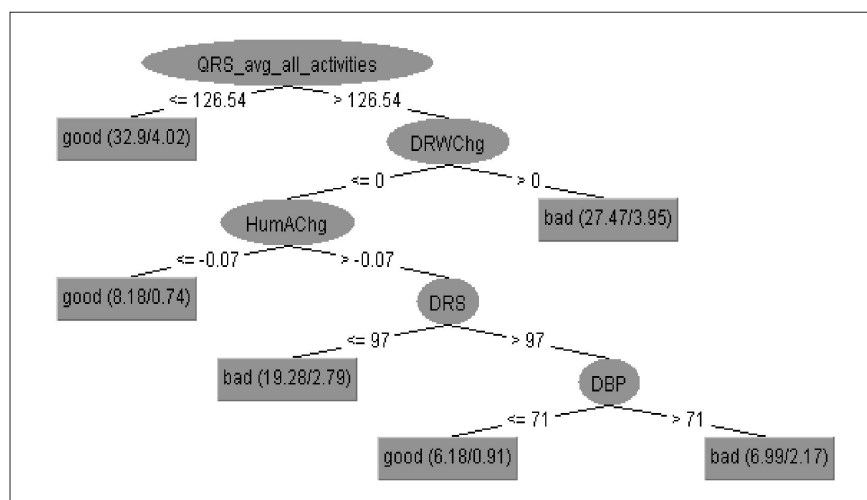 QRS_avg_all_activities
<= 126.54 > 126.54
good (32.9/4.02) DRWChg
<= 0 > 0
HumAChg bad (27.47/3.95)
<= -0.07 > -0.07
good (8.18/0.74) DRS
<= 97 > 97
bad (19.28/2.79) DBP
<= 71 > 71
good (6.18/0.91) bad (6.99/2.17)